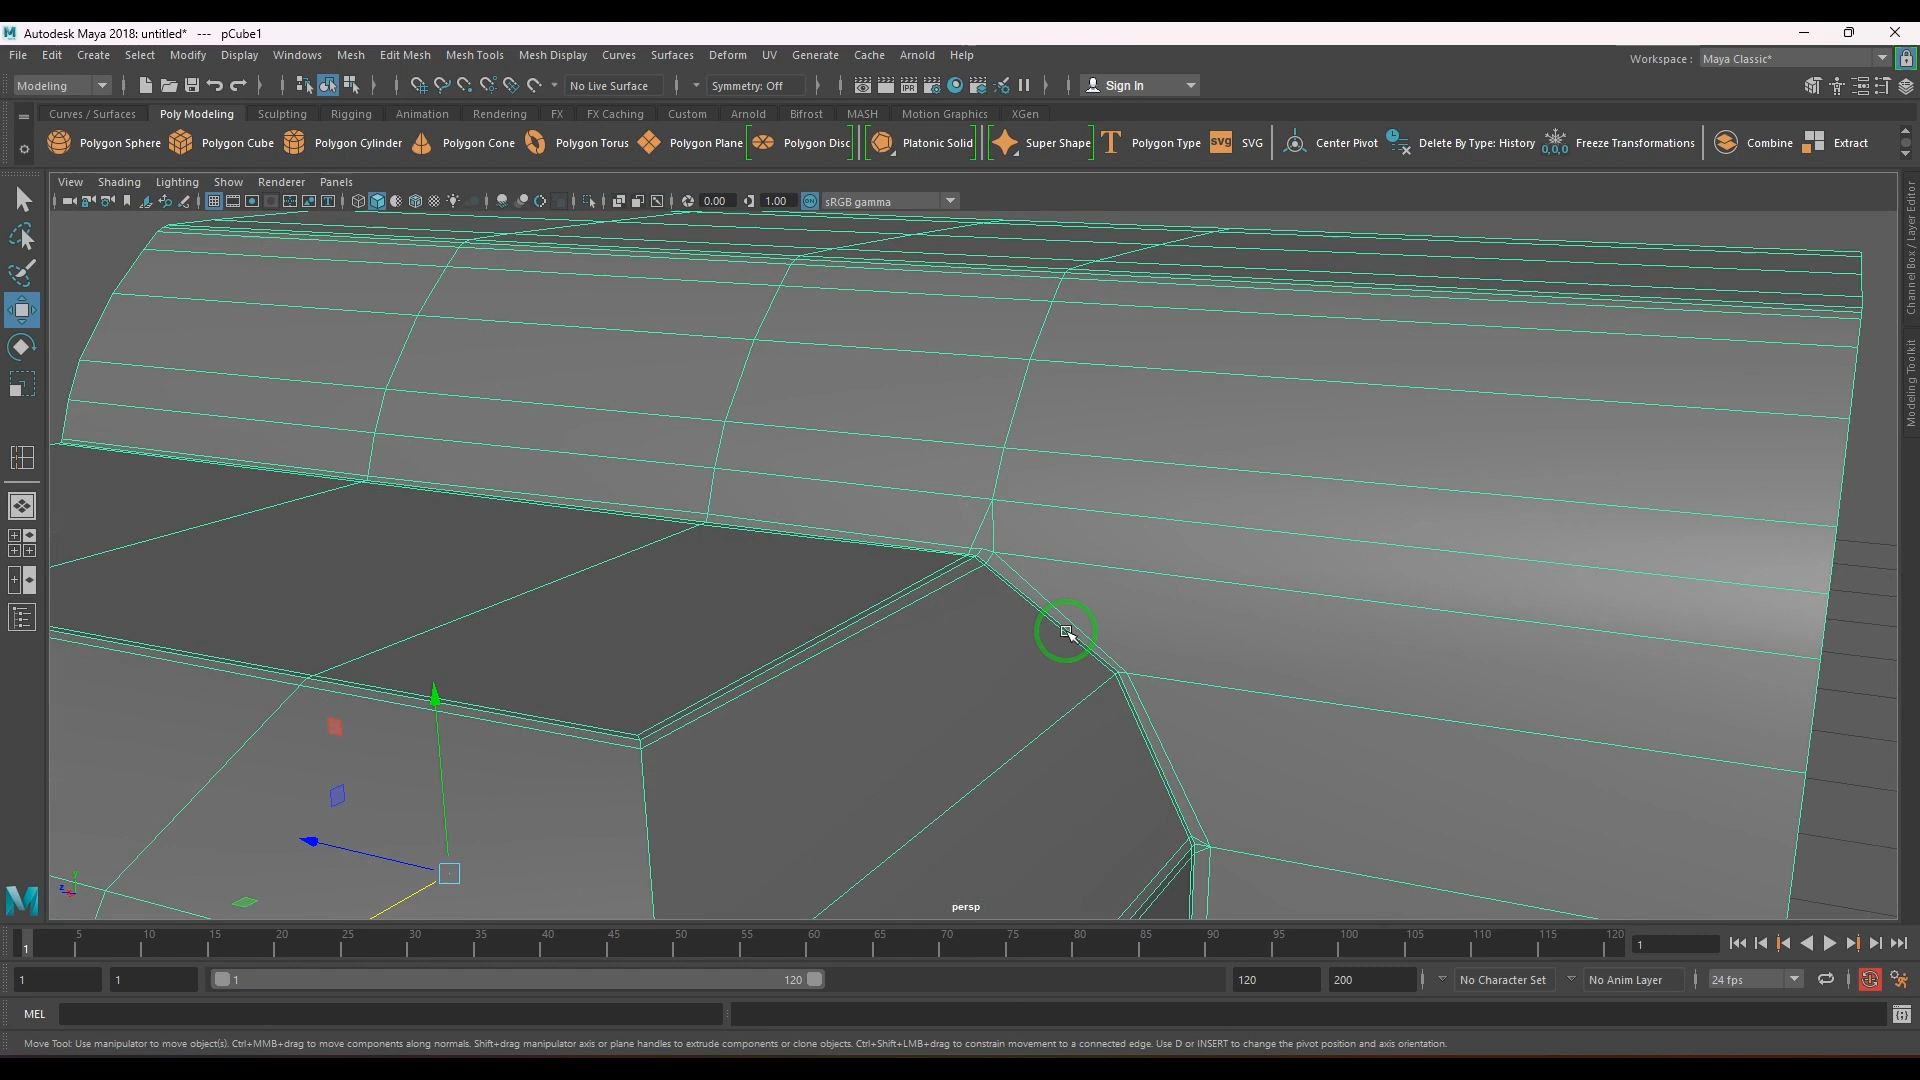 Autodesk Maya 2018: untitled* --- pCube1
File Edit Create Select Modify Display Windows Mesh Edit Mesh Mesh Tools Mesh Display Curves Surfaces Deform UV Generate Cache Arnold Help
Workspace : Maya Classic*
Modeling No Live Surface Symmetry: Off Sign In
Curves / Surfaces Poly Modeling Sculpting Rigging Animation Rendering FX FX Caching Custom Arnold Bifrost MASH Motion Graphics XGen
Polygon Sphere Polygon Cube Polygon Cylinder Polygon Cone Polygon Torus Polygon Plane Polygon Disc Platonic Solid Super Shape Polygon Type SVG SVG Center Pivot Delete By Type: History 0,0,0 Freeze Transformations Combine Extract
View Shading Lighting Show Renderer Panels
0.00 1.00 ON sRGB gamma
Channel Box / Layer Editor
Modeling Toolkit
y
z
persp
5 10 15 20 25 30 35 40 45 50 55 60 65 70 75 80 85 90 95 100 105 110 115 120
1 1
1 1 1 120 120 200 No Character Set No Anim Layer 24 fps
MEL
Move Tool: Use manipulator to move object(s). Ctrl+MMB+drag to move components along normals. Shift+drag manipulator axis or plane handles to extrude components or clone objects. Ctrl+Shift+LMB+drag to constrain movement to a connected edge. Use D or INSERT to change the pivot position and axis orientation.